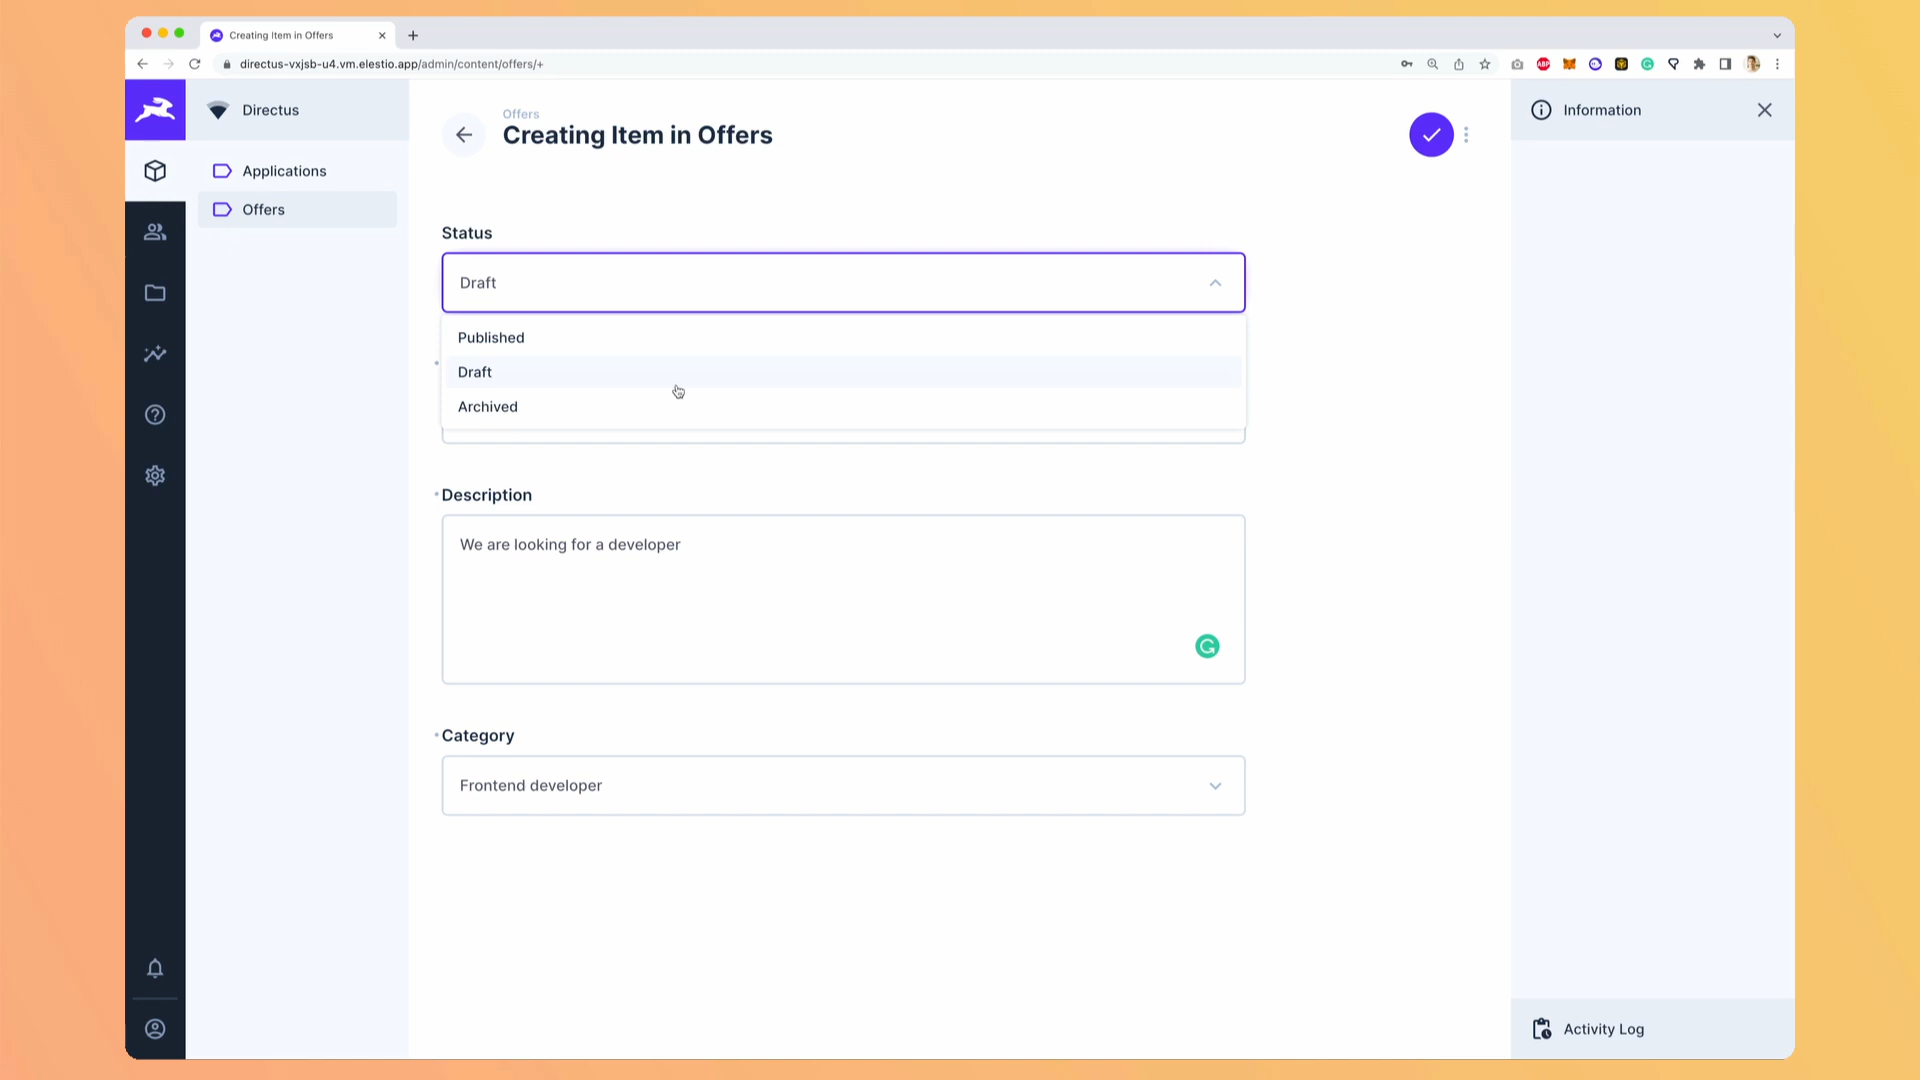 Creating Item in Offers
directus-vxjsb-u4.vm.elestio.app/admin/content/offers/+
ABP
Directus
Applications
Offers
Offers
Creating Item in Offers
Information
Status
Draft
Published
Draft
Archived
Description
We are looking for a developer
Category
Frontend developer
Activity Log